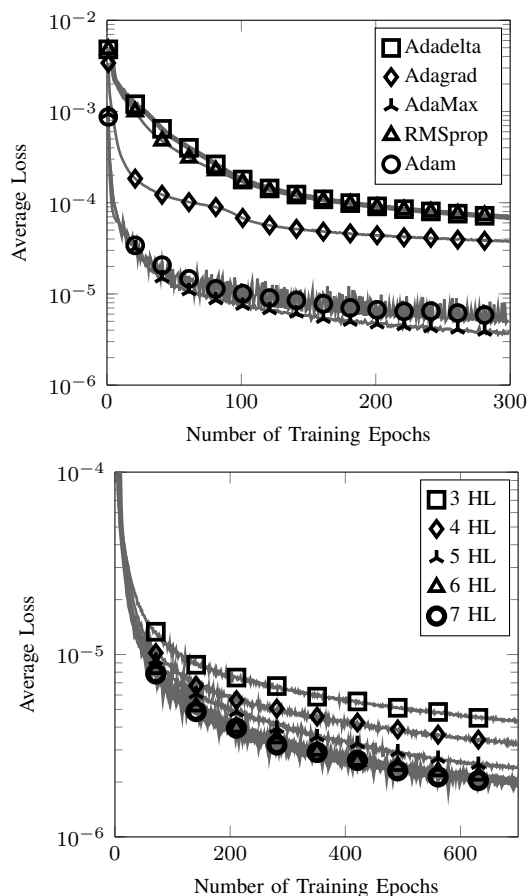 10−2
10−3
10−4
10−5
10−6
Average Loss
Adadelta
Adagrad
AdaMax
RMSprop
Adam
0 100 200 300
Number of Training Epochs
10−4
10−5
10−6
Average Loss
3 HL
4 HL
5 HL
6 HL
7 HL
0 200 400 600
Number of Training Epochs